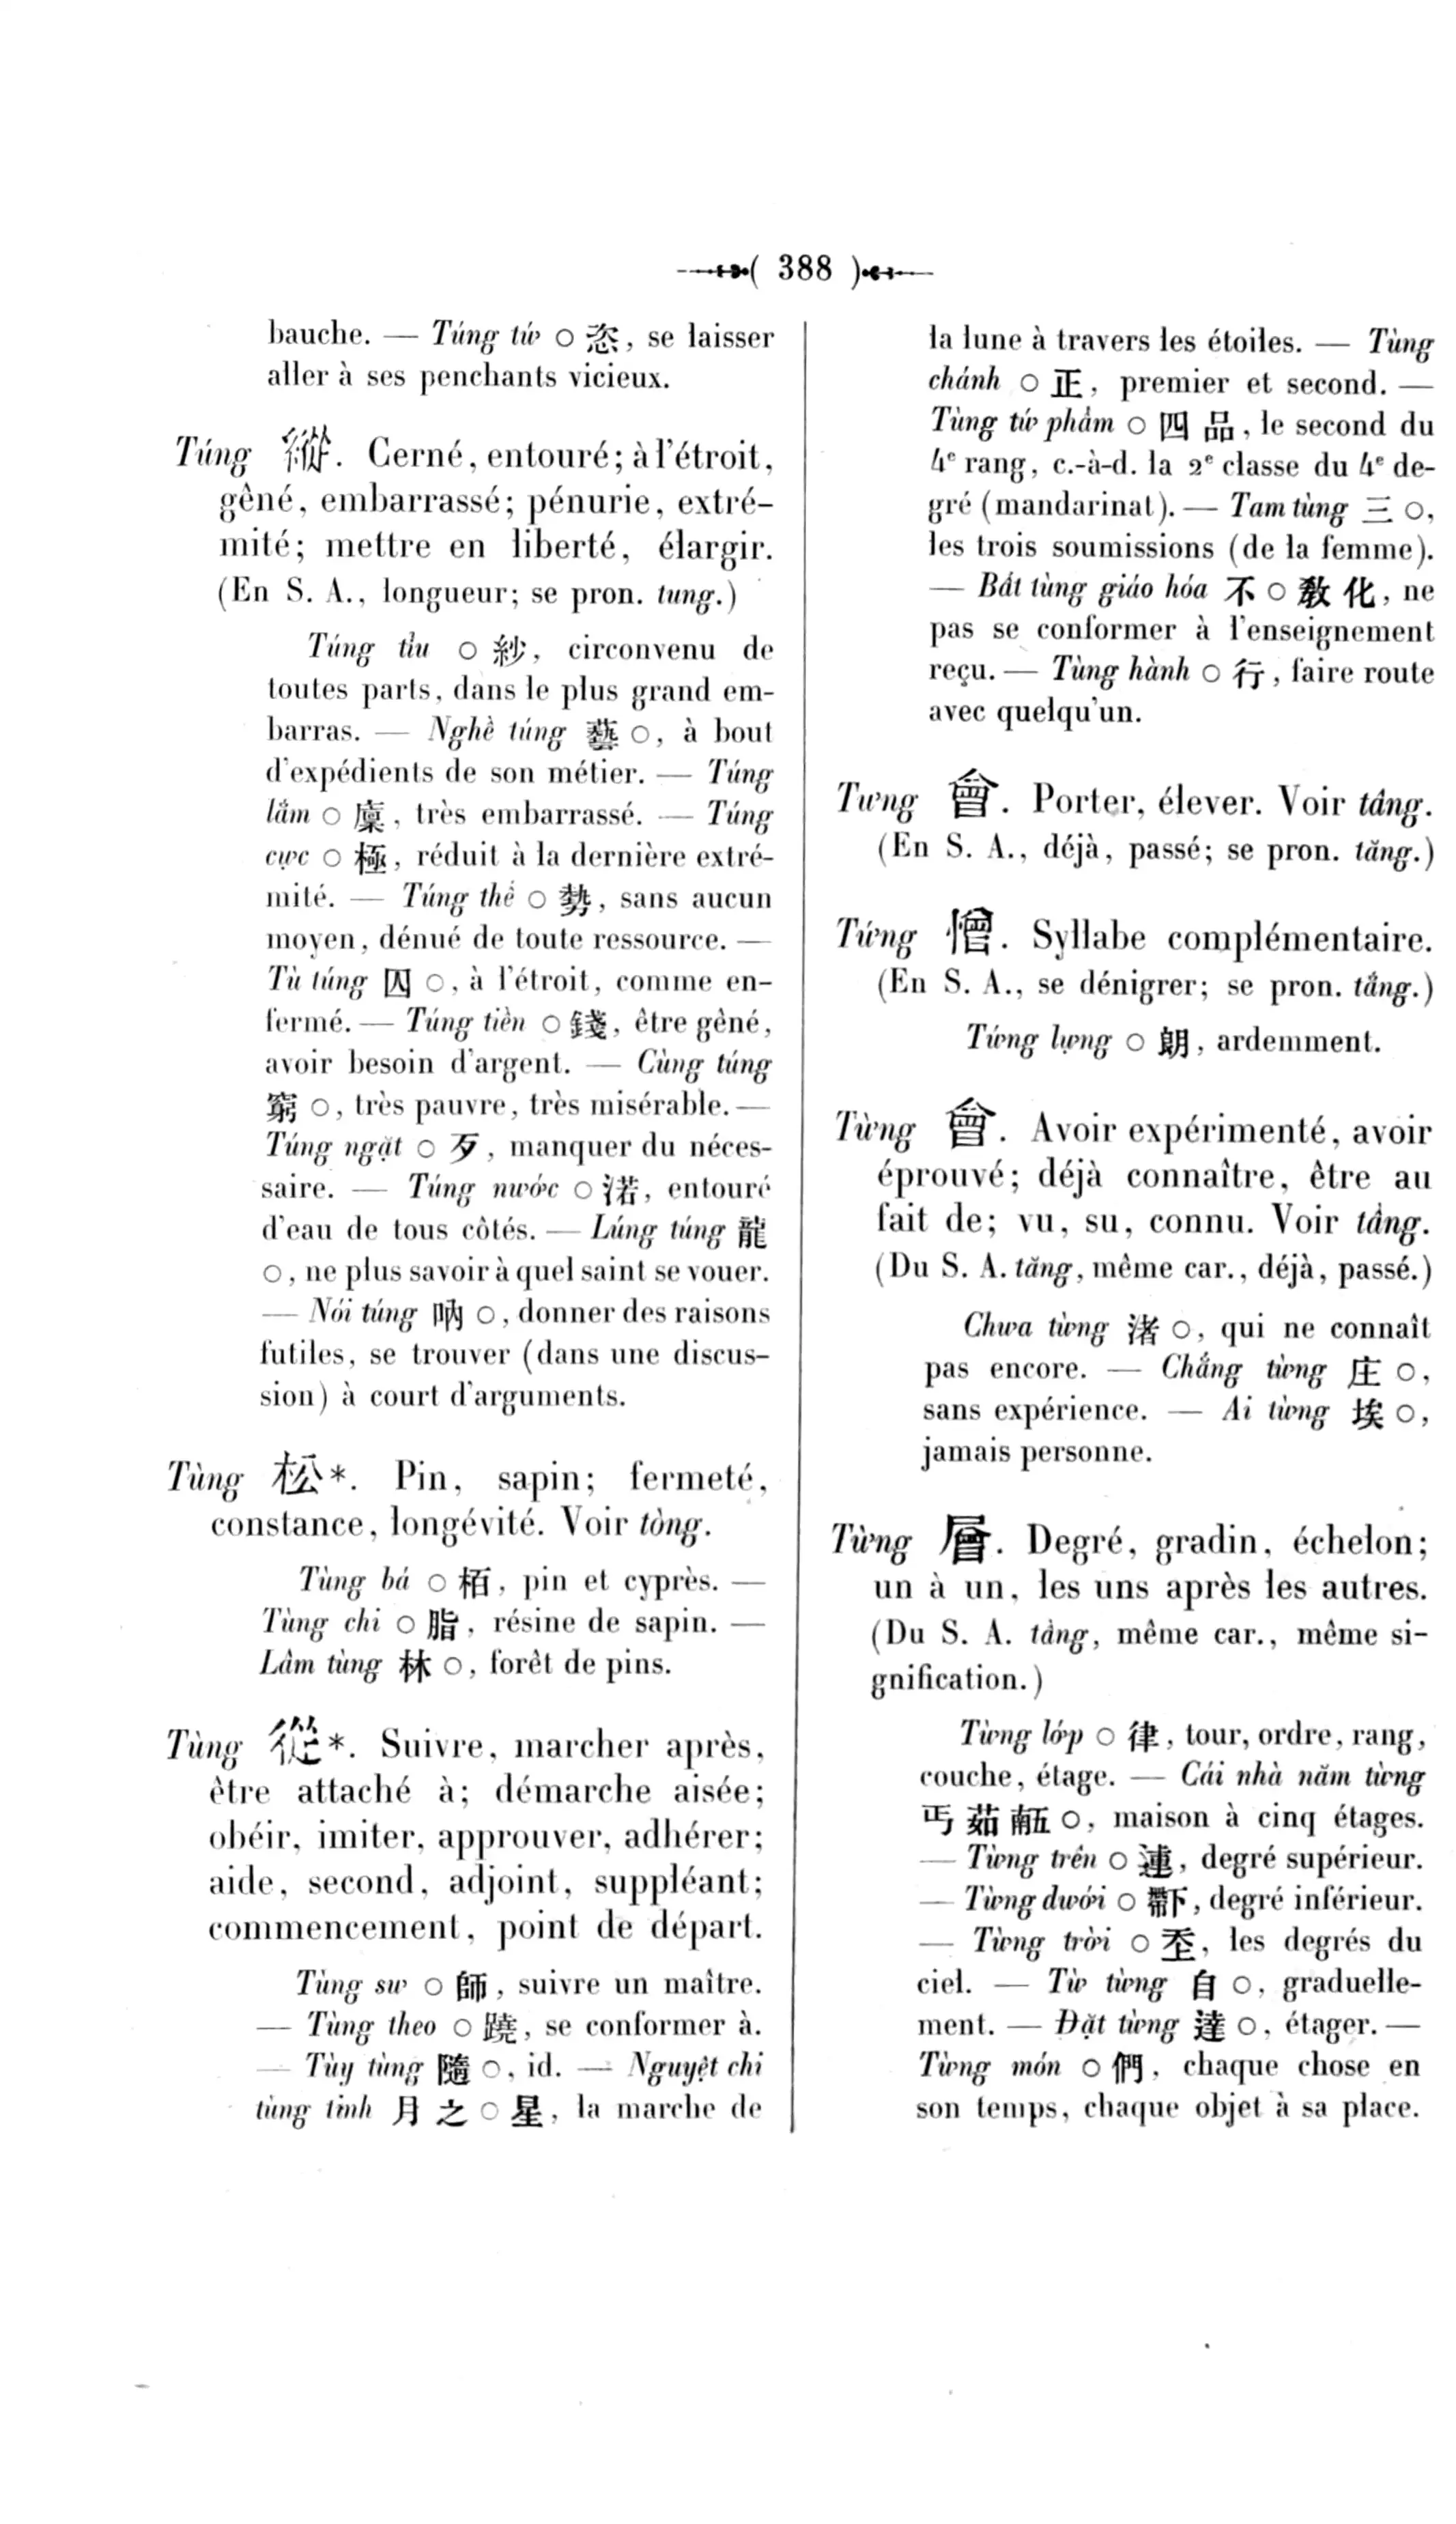 ( 388 )
bauche. — Túng tứ ○ 恣, se laisser
aller à ses penchants vicieux.
Túng 縱. Cerné, entouré; à l'étroit,
gêné, embarrassé; pénurie, extré-
mité; mettre en liberté, élargir.
(En S. A., longueur; se pron. tung.)
Túng tíu ○ 紗, circonvenu de
toutes parts, dans le plus grand em-
barras. — Nghề túng 藝 ○, à bout
d'expédients de son métier. — Túng
lắm ○ 廩, très embarrassé. — Túng
cực ○ 極, réduit à la dernière extré-
mité. — Túng thế ○ 勢, sans aucun
moyen, dénué de toute ressource. —
Tù túng 囚 ○, à l'étroit, comme en-
fermé. — Túng tiền ○ 錢, être gêné,
avoir besoin d'argent. — Cùng túng
窮 ○, très pauvre, très misérable. —
Túng ngặt ○ 歹, manquer du néces-
saire. — Túng nước ○ 渃, entouré
d'eau de tous côtés. — Lúng túng 龍
○, ne plus savoir à quel saint se vouer.
— Nói túng 吶 ○, donner des raisons
futiles, se trouver (dans une discus-
sion) à court d'arguments.
Tùng 松*. Pin, sapin; fermeté,
constance, longévité. Voir tòng.
Tùng bá ○ 栢, pin et cyprès. —
Tùng chi ○ 脂, résine de sapin. —
Lâm tùng 林 ○, forêt de pins.
Tùng 從*. Suivre, marcher après,
être attaché à; démarche aisée;
obéir, imiter, approuver, adhérer;
aide, second, adjoint, suppléant;
commencement, point de départ.
Tùng sư ○ 師, suivre un maître.
— Tùng theo ○ 蹺, se conformer à.
— Tùy tùng 隨 ○, id. — Nguyệt chi
tùng tinh 月 之 ○ 星, la marche de
la lune à travers les étoiles. — Tùng
chánh ○ 正, premier et second. —
Tùng tứ phẩm ○ 四 品, le second du
4e rang, c.-à-d. la 2e classe du 4e de-
gré (mandarinat). — Tam tùng 三 ○,
les trois soumissions (de la femme).
— Bất tùng giáo hóa 不 ○ 教 化, ne
pas se conformer à l'enseignement
reçu. — Tùng hành ○ 行, faire route
avec quelqu'un.
Tưng 曾. Porter, élever. Voir tâng.
(En S. A., déjà, passé; se pron. tăng.)
Tứng 憎. Syllabe complémentaire.
(En S. A., se dénigrer; se pron. tắng.)
Tứng lựng ○ 朗, ardemment.
Từng 曾. Avoir expérimenté, avoir
éprouvé; déjà connaître, être au
fait de; vu, su, connu. Voir tâng.
(Du S. A. tăng, même car., déjà, passé.)
Chưa từng 渚 ○, qui ne connaît
pas encore. — Chẳng từng 庄 ○,
sans expérience. — Ai từng 埃 ○,
jamais personne.
Từng 層. Degré, gradin, échelon;
un à un, les uns après les autres.
(Du S. A. tằng, même car., même si-
gnification.)
Từng lớp ○ 律, tour, ordre, rang,
couche, étage. — Cái nhà năm từng
丐 茹 𠄼 ○, maison à cinq étages.
— Từng trên ○ 蓮, degré supérieur.
— Từng dưới ○ 𤲂, degré inférieur.
— Từng trời ○ 𡗶, les degrés du
ciel. — Từ từng 自 ○, graduelle-
ment. — Đặt từng 達 ○, étager. —
Từng món ○ 們, chaque chose en
son temps, chaque objet à sa place.